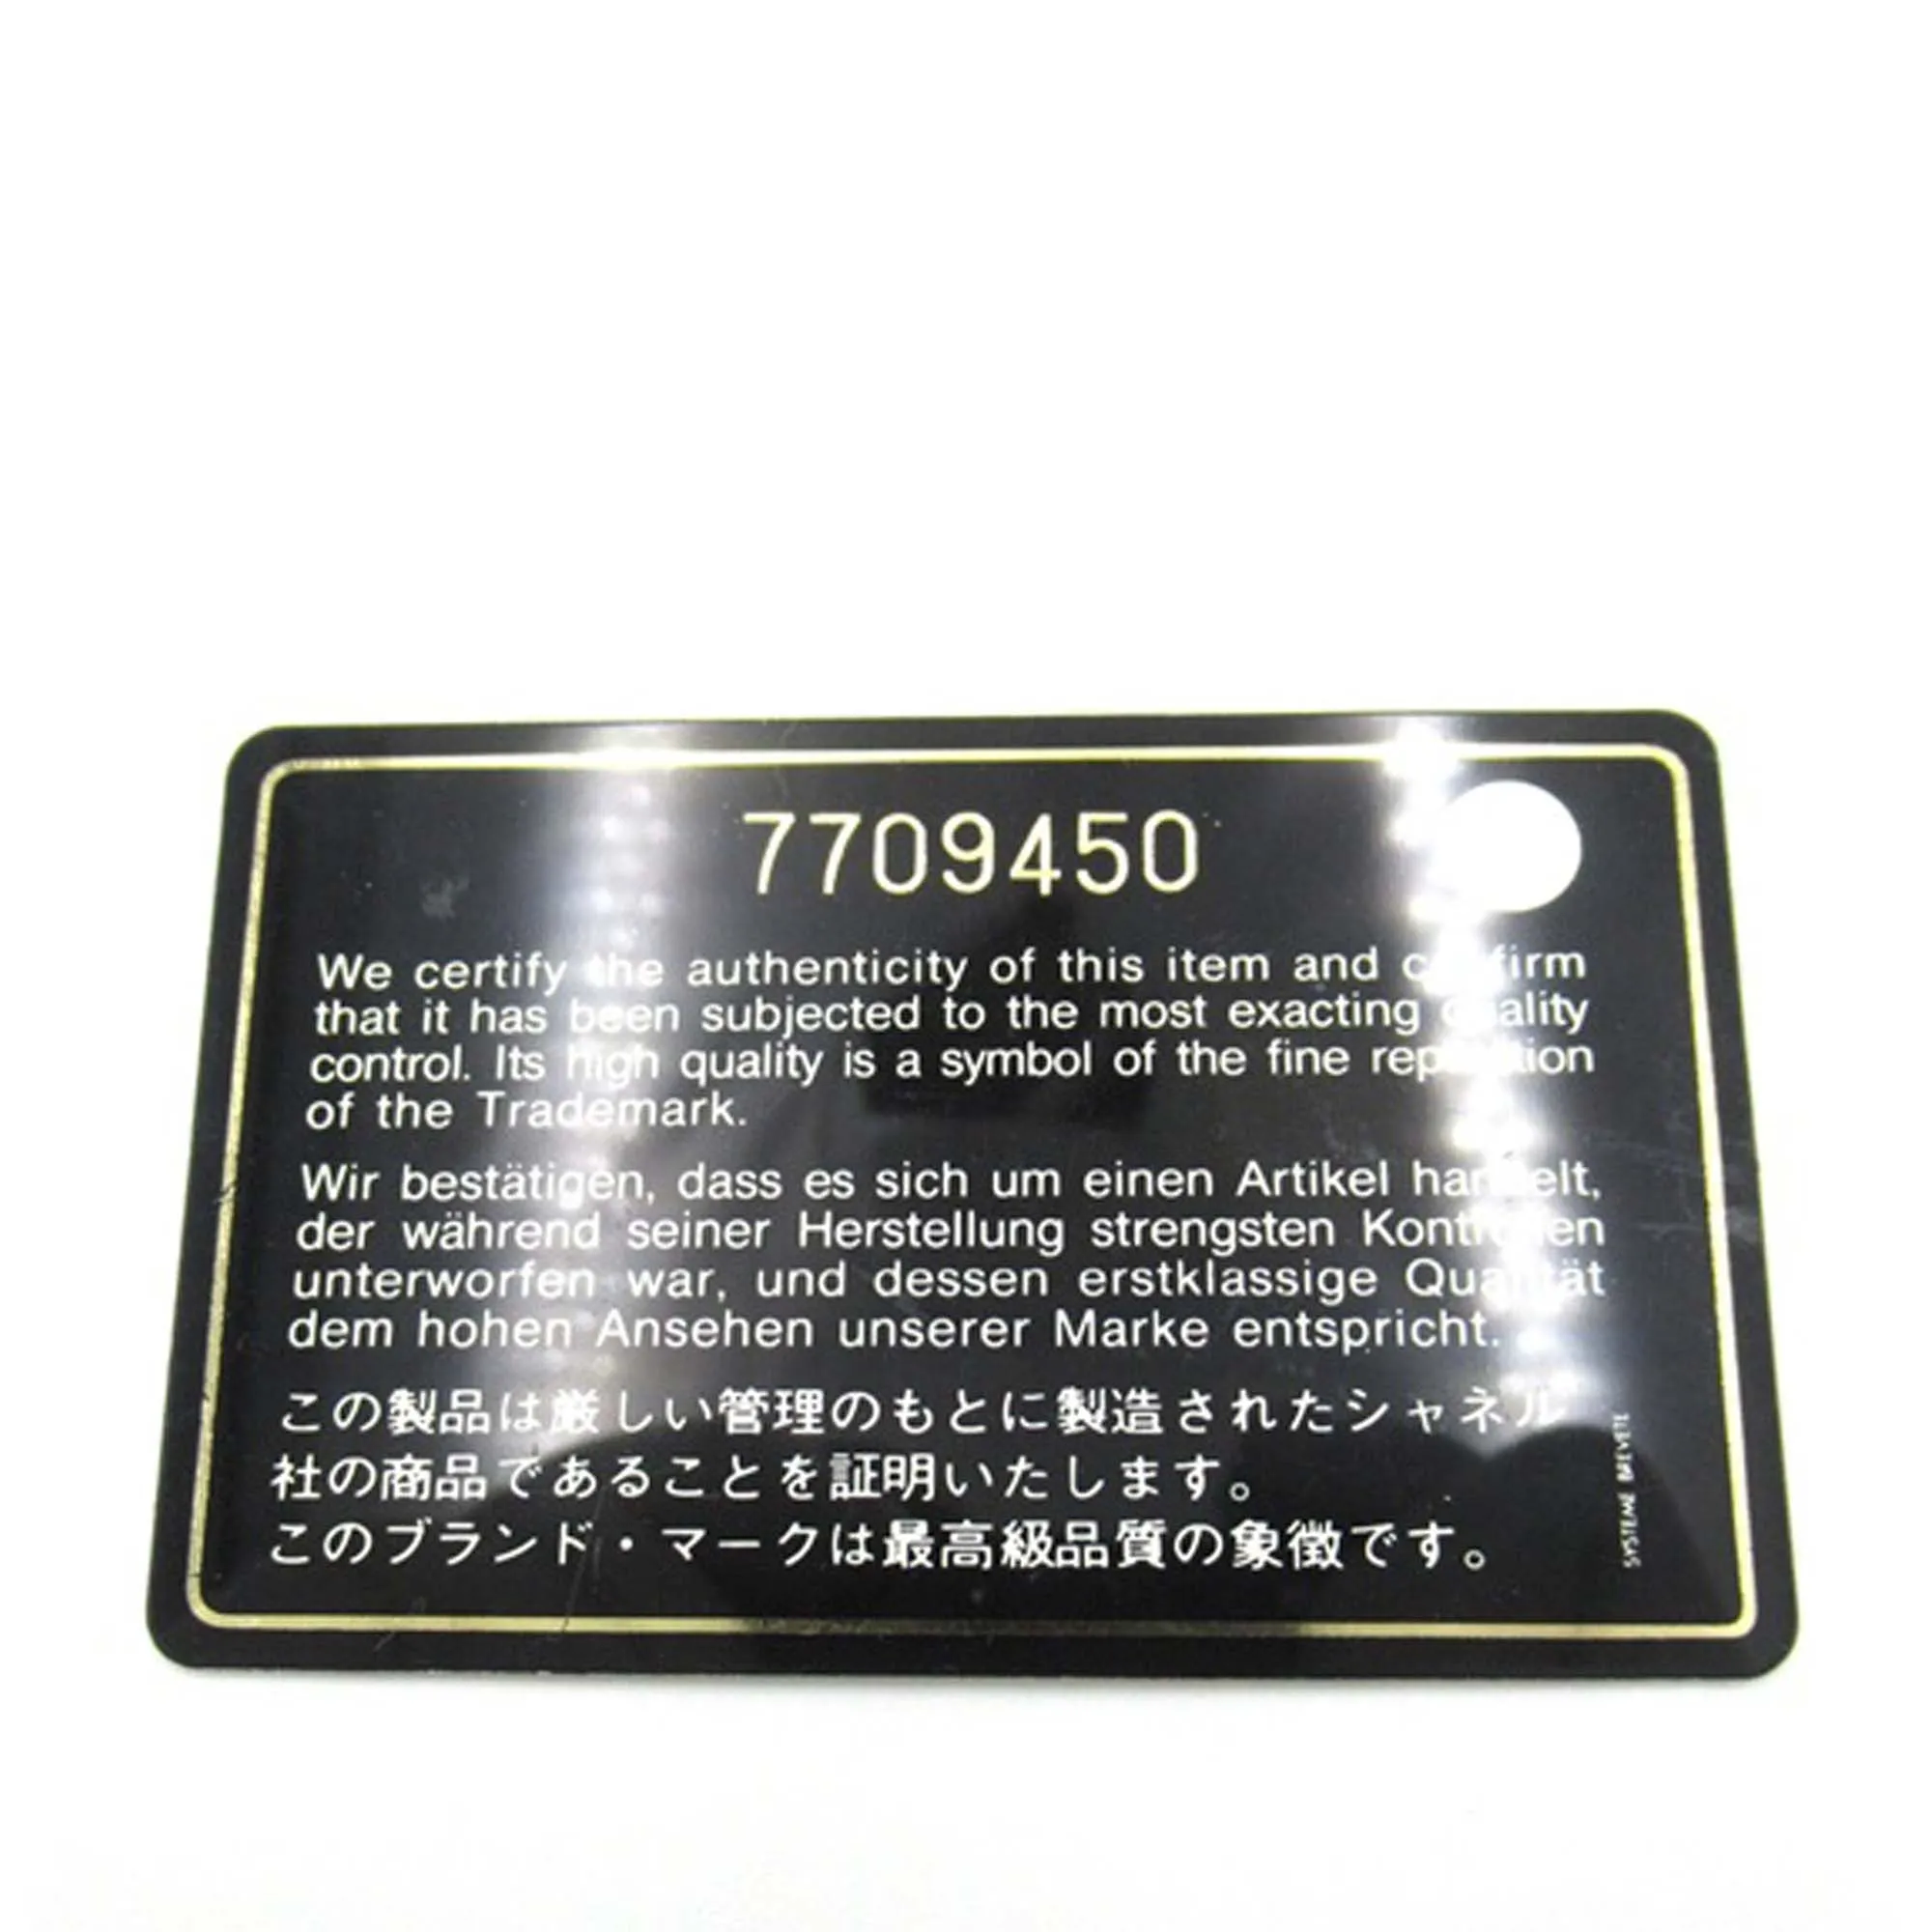 7709450
We certify the authenticity of this item and confirm
that it has been subjected to the most exacting quality
control. Its high quality is a symbol of the fine reputation
of the Trademark.
Wir bestätigen, dass es sich um einen Artikel handelt,
der während seiner Herstellung strengsten Kontrollen
unterworfen war, und dessen erstklassige Qualität
dem hohen Ansehen unserer Marke entspricht.
この製品は厳しい管理のもとに製造されたシャネル
社の商品であることを証明いたします。
このブランド・マークは最高級品質の象徴です。
SYSTEME BREVETE